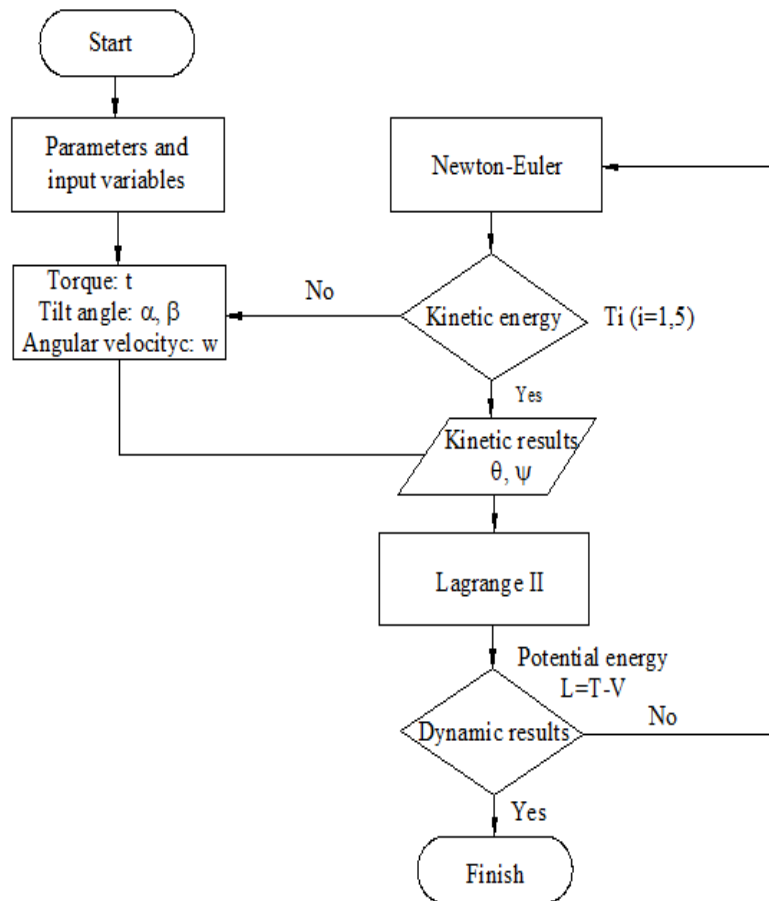 Start
Parameters and
input variables
Torque: t
Tilt angle: α, β
Angular velocityc: w
Newton-Euler
No
Kinetic energy
Ti (i=1,5)
Yes
Kinetic results
θ, ψ
Lagrange II
Potential energy
L=T-V
Dynamic results
No
Yes
Finish